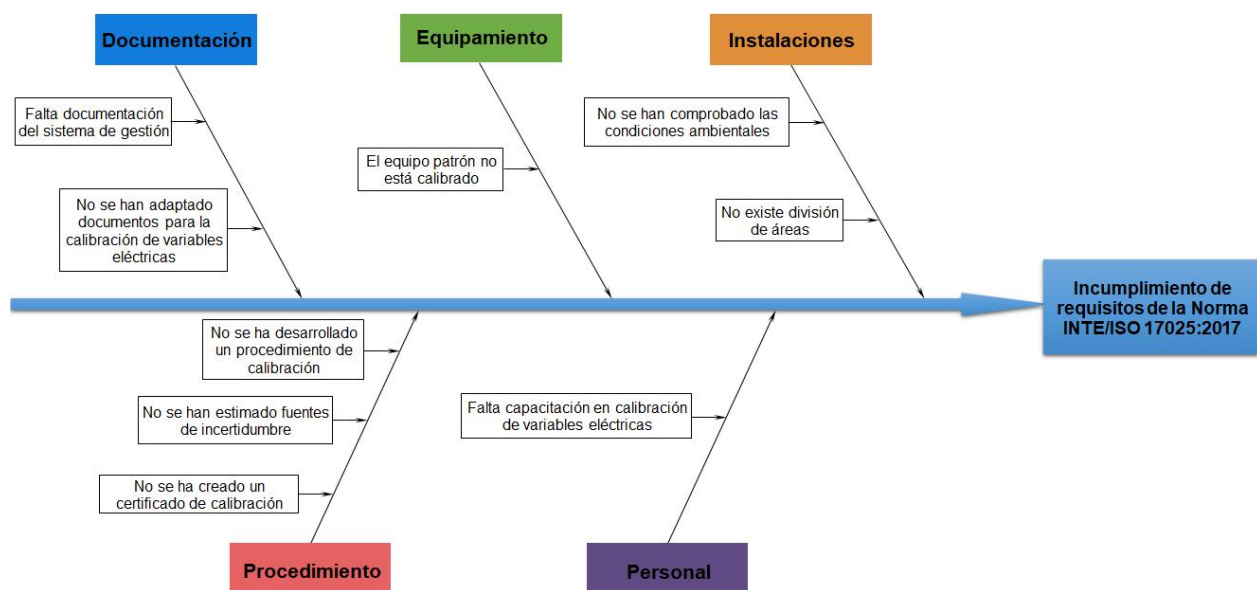 Documentación
Equipamiento
Instalaciones
Falta documentación
del sistema de gestión
No se han comprobado las
condiciones ambientales
El equipo patrón no
está calibrado
No se han adaptado
documentos para la
calibración de variables
eléctricas
No existe división
de áreas
Incumplimiento de
requisitos de la Norma
INTE/ISO 17025:2017
No se ha desarrollado
un procedimiento de
calibración
No se han estimado fuentes
de incertidumbre
Falta capacitación en calibración
de variables eléctricas
No se ha creado un
certificado de calibración
Procedimiento
Personal